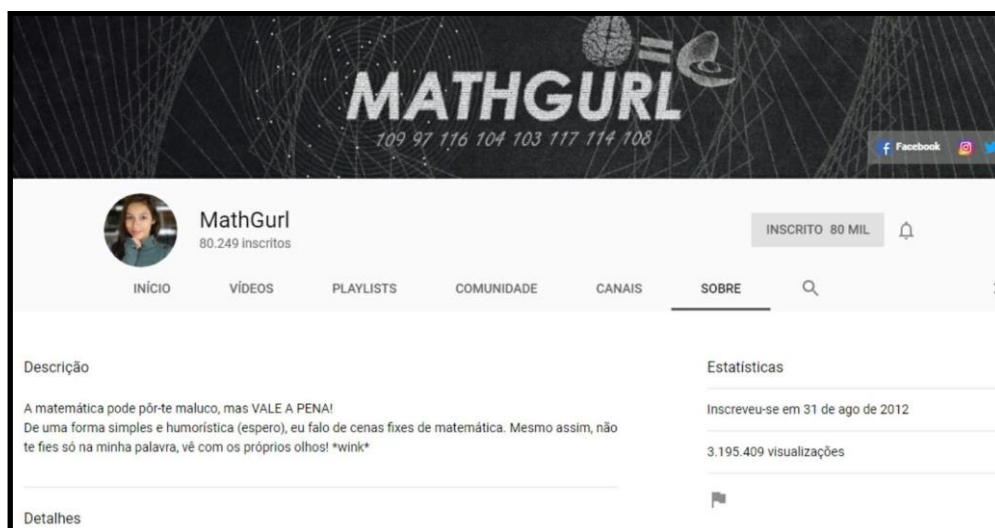 MATHGURL
109 97 116 104 103 117 114 108
Facebook
MathGurl
80.249 inscritos
INSCRITO 80 MIL
INÍCIO VÍDEOS PLAYLISTS COMUNIDADE CANAIS SOBRE
Descrição
A matemática pode pôr-te maluco, mas VALE A PENA!
De uma forma simples e humorística (espero), eu falo de cenas fixes de matemática. Mesmo assim, não
te fies só na minha palavra, vê com os próprios olhos! *wink*
Detalhes
Estatísticas
Inscreveu-se em 31 de ago de 2012
3.195.409 visualizações